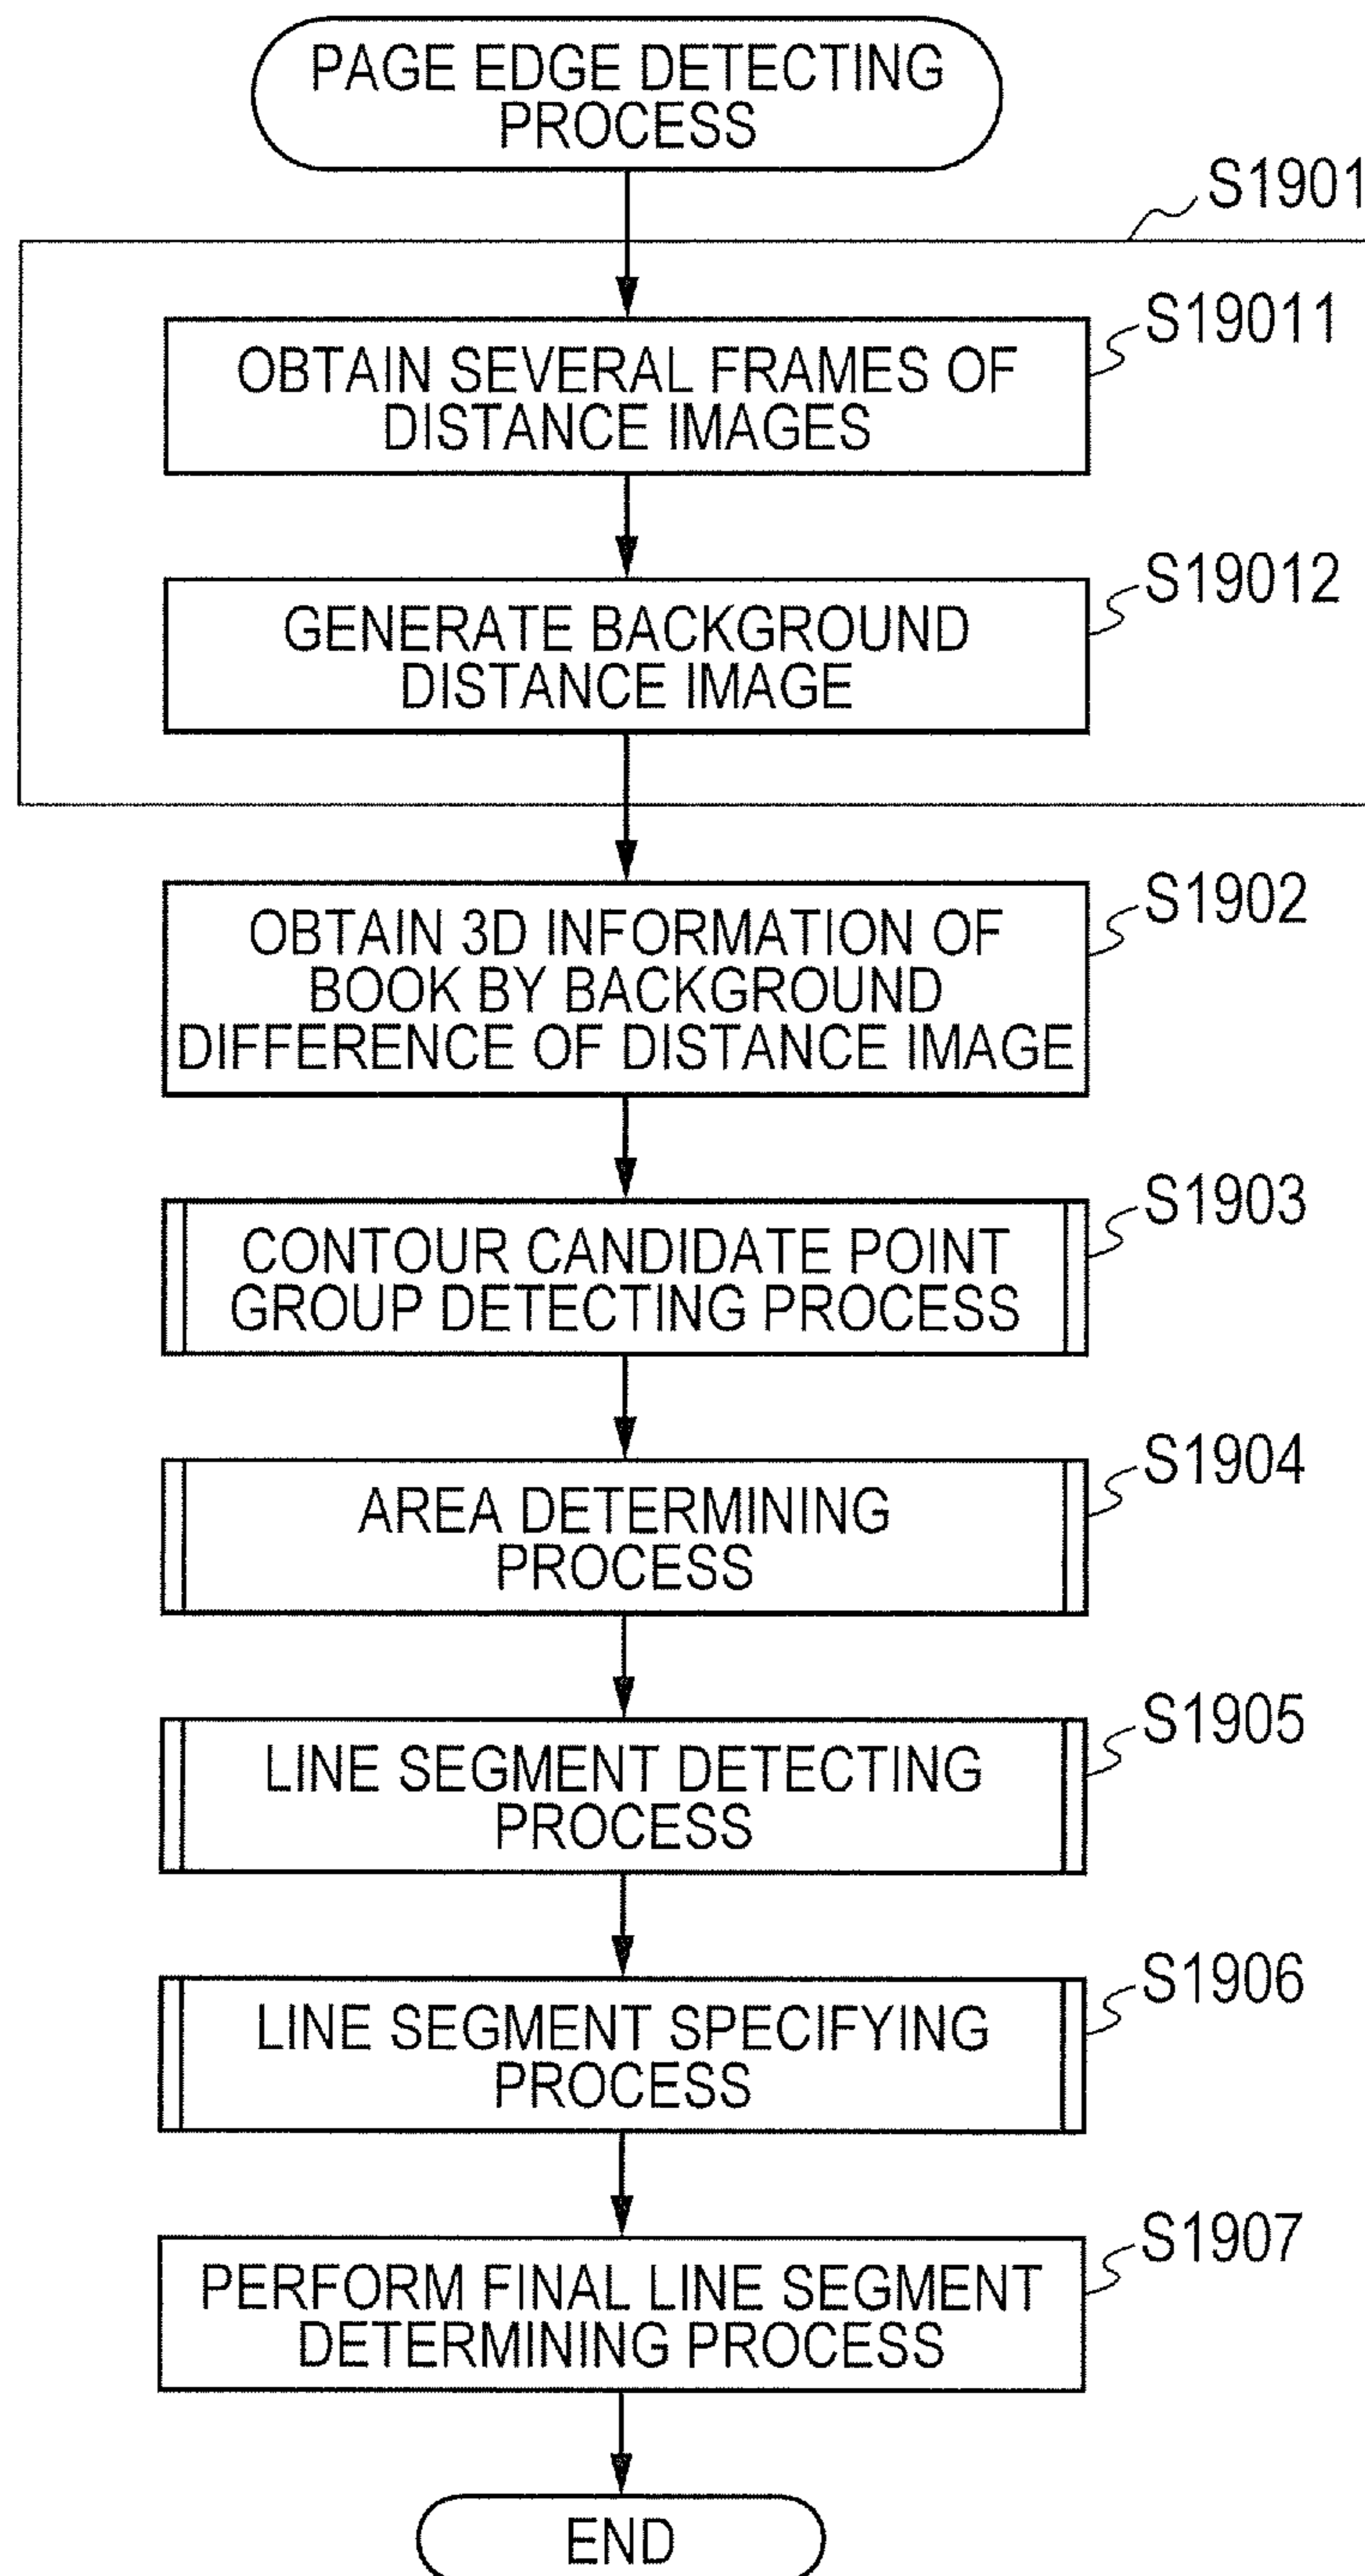 PAGE EDGE DETECTING
PROCESS
S1901
S19011
OBTAIN SEVERAL FRAMES OF
DISTANCE IMAGES
S19012
GENERATE BACKGROUND
DISTANCE IMAGE
S1902
OBTAIN 3D INFORMATION OF
BOOK BY BACKGROUND
DIFFERENCE OF DISTANCE IMAGE
S1903
CONTOUR CANDIDATE POINT
GROUP DETECTING PROCESS
S1904
AREA DETERMINING
PROCESS
S1905
LINE SEGMENT DETECTING
PROCESS
S1906
LINE SEGMENT SPECIFYING
PROCESS
S1907
PERFORM FINAL LINE SEGMENT
DETERMINING PROCESS
END